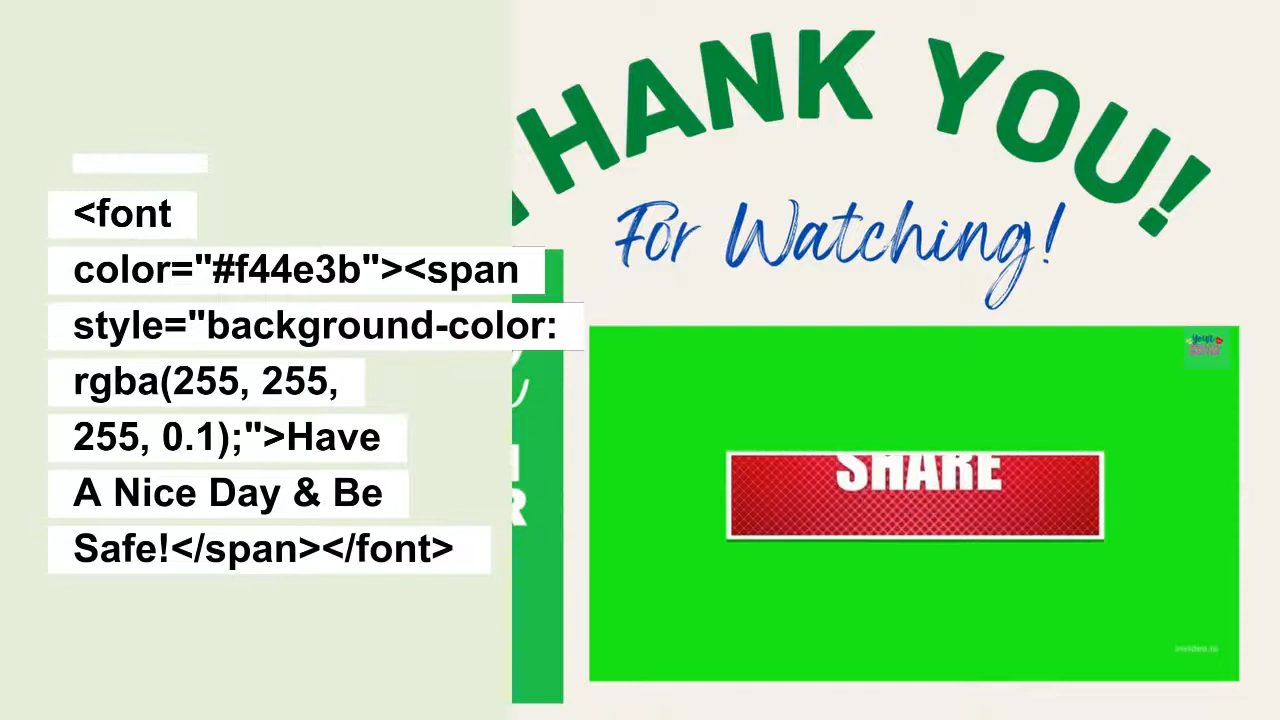 HANK YOU!
For Watching!
<font
color="#f44e3b"><span
style="background-color:
rgba(255, 255,
255, 0.1);">Have
A Nice Day & Be
Safe!</span></font>
SHARE
R